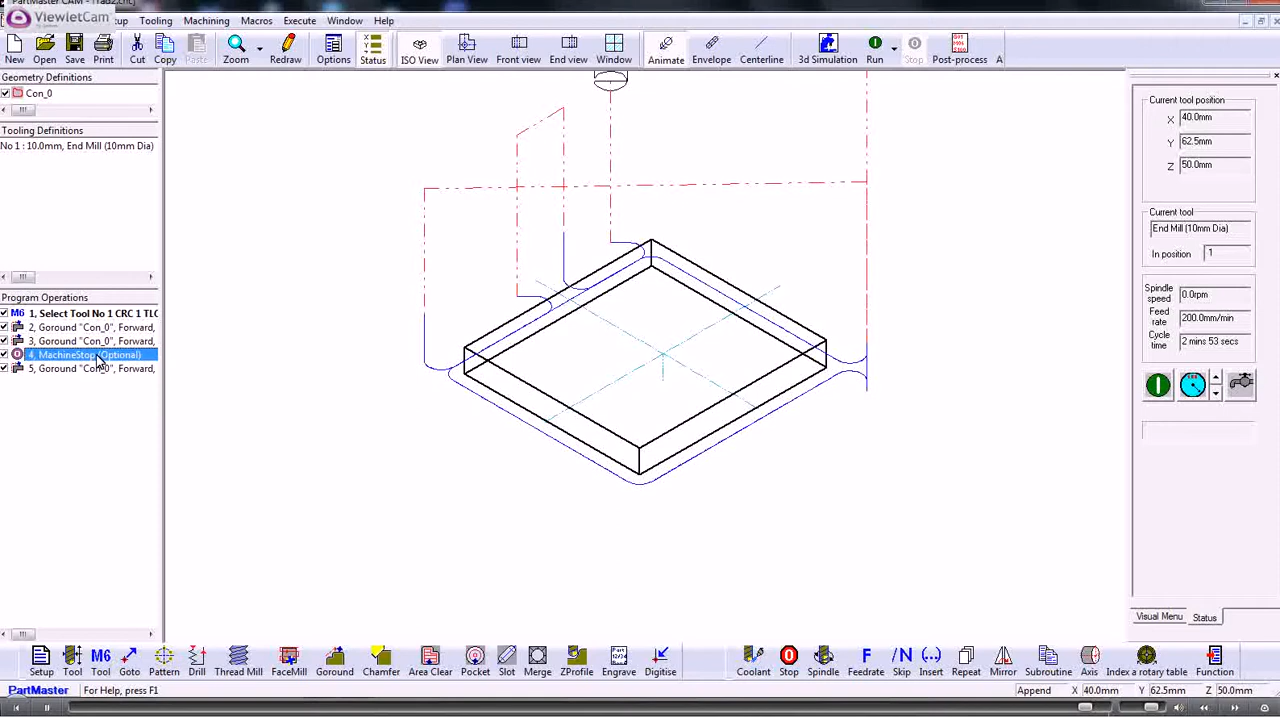 PartMaster CAM - Trad2.cnc]
ViewletCam
up Tooling Machining Macros Execute Window Help
New Open Save Print Cut Copy Paste Zoom Redraw Options Status ISO View Plan View Front view End view Window Animate Envelope Centerline 3d Simulation Run Stop Post-process A
Geometry Definitions
Con_0
Tooling Definitions
No 1 : 10.0mm, End Mill (10mm Dia)
Program Operations
M6 1, Select Tool No 1 CRC 1 TLC
2, Goround "Con_0", Forward,
3, Goround "Con_0", Forward,
4, MachineStop (Optional)
5, Goround "Con_0", Forward,
Current tool position
X 40.0mm
Y 62.5mm
Z 50.0mm
Current tool
End Mill (10mm Dia)
In position 1
Spindle speed 0.0rpm
Feed rate 200.0mm/min
Cycle time 2 mins 53 secs
Visual Menu Status
Setup Tool Tool Goto Pattern Drill Thread Mill FaceMill Goround Chamfer Area Clear Pocket Slot Merge ZProfile Engrave Digitise Coolant Stop Spindle Feedrate Skip Insert Repeat Mirror Subroutine Axis Index a rotary table Function
PartMaster For Help, press F1 Append X 40.0mm Y 62.5mm Z 50.0mm